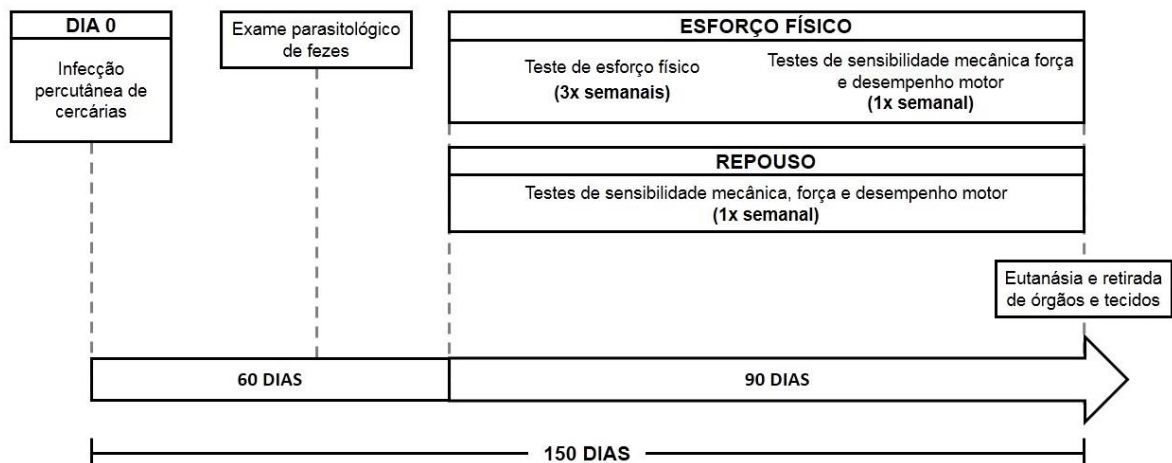 DIA 0
Infecção
percutânea de
cercárias
Exame parasitológico
de fezes
ESFORÇO FÍSICO
Teste de esforço físico
(3x semanais)
Testes de sensibilidade mecânica força
e desempenho motor
(1x semanal)
REPOUSO
Testes de sensibilidade mecânica, força e desempenho motor
(1x semanal)
Eutanásia e retirada
de órgãos e tecidos
60 DIAS
90 DIAS
150 DIAS